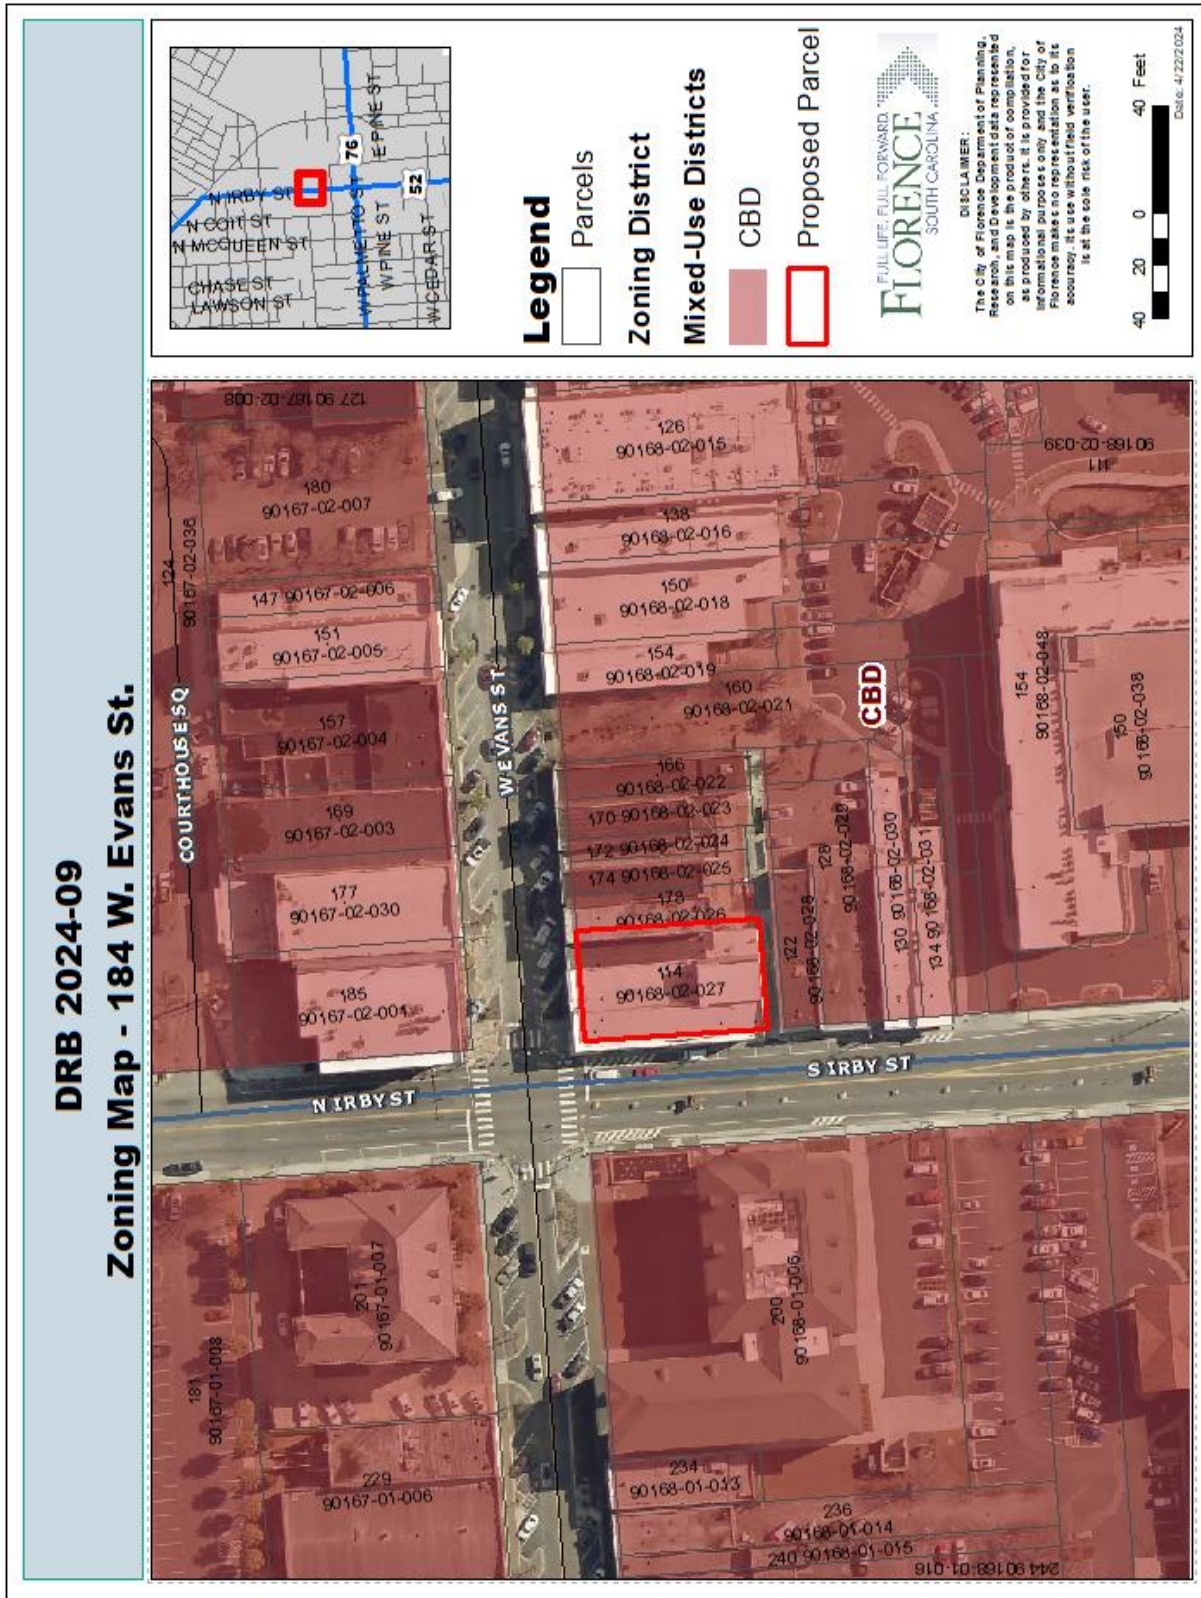 DRB 2024-09
Zoning Map - 184 W. Evans St.
COURTHOUSE SQ
W EVANS ST
N IRBY ST
S IRBY ST
CBD
181
90167-01-008
201
90167-01-007
229
90167-01-006
124
90167-02-036
127 90167-02-008
180
90167-02-007
147 90167-02-006
151
90167-02-005
157
90167-02-004
169
90167-02-003
177
90167-02-030
185
90167-02-001
126
90168-02-015
138
90168-02-016
150
90168-02-018
154
90168-02-019
160
90168-02-021
166
90168-02-022
170 90168-02-023
172 90168-02-024
174 90168-02-025
178
90168-02-026
114
90168-02-027
122
90168-02-028
128
90168-02-029
130 90168-02-030
134 90168-02-031
154
90168-02-048
150
90168-02-038
111
90168-02-039
200
90168-01-006
234
90168-01-013
236
90168-01-014
240 90168-01-015
244 90168-01-016
N IRBY ST
N COIT ST
N MCQUEEN ST
CHASE ST
LAWSON ST
W PALMETTO ST
W PINE ST
E PINE ST
W CEDAR ST
76
52
Legend
Parcels
Zoning District
Mixed-Use Districts
CBD
Proposed Parcel
FULL LIFE. FULL FORWARD.
FLORENCE
SOUTH CAROLINA
DISCLAIMER:
The City of Florence Department of Planning,
Research, and Development data represented
on this map is the product of compilation,
as produced by others. It is provided for
informational purposes only and the City of
Florence makes no representation as to its
accuracy. Its use without field verification
is at the sole risk of the user.
40 20 0 40 Feet
Date: 4/22/2024